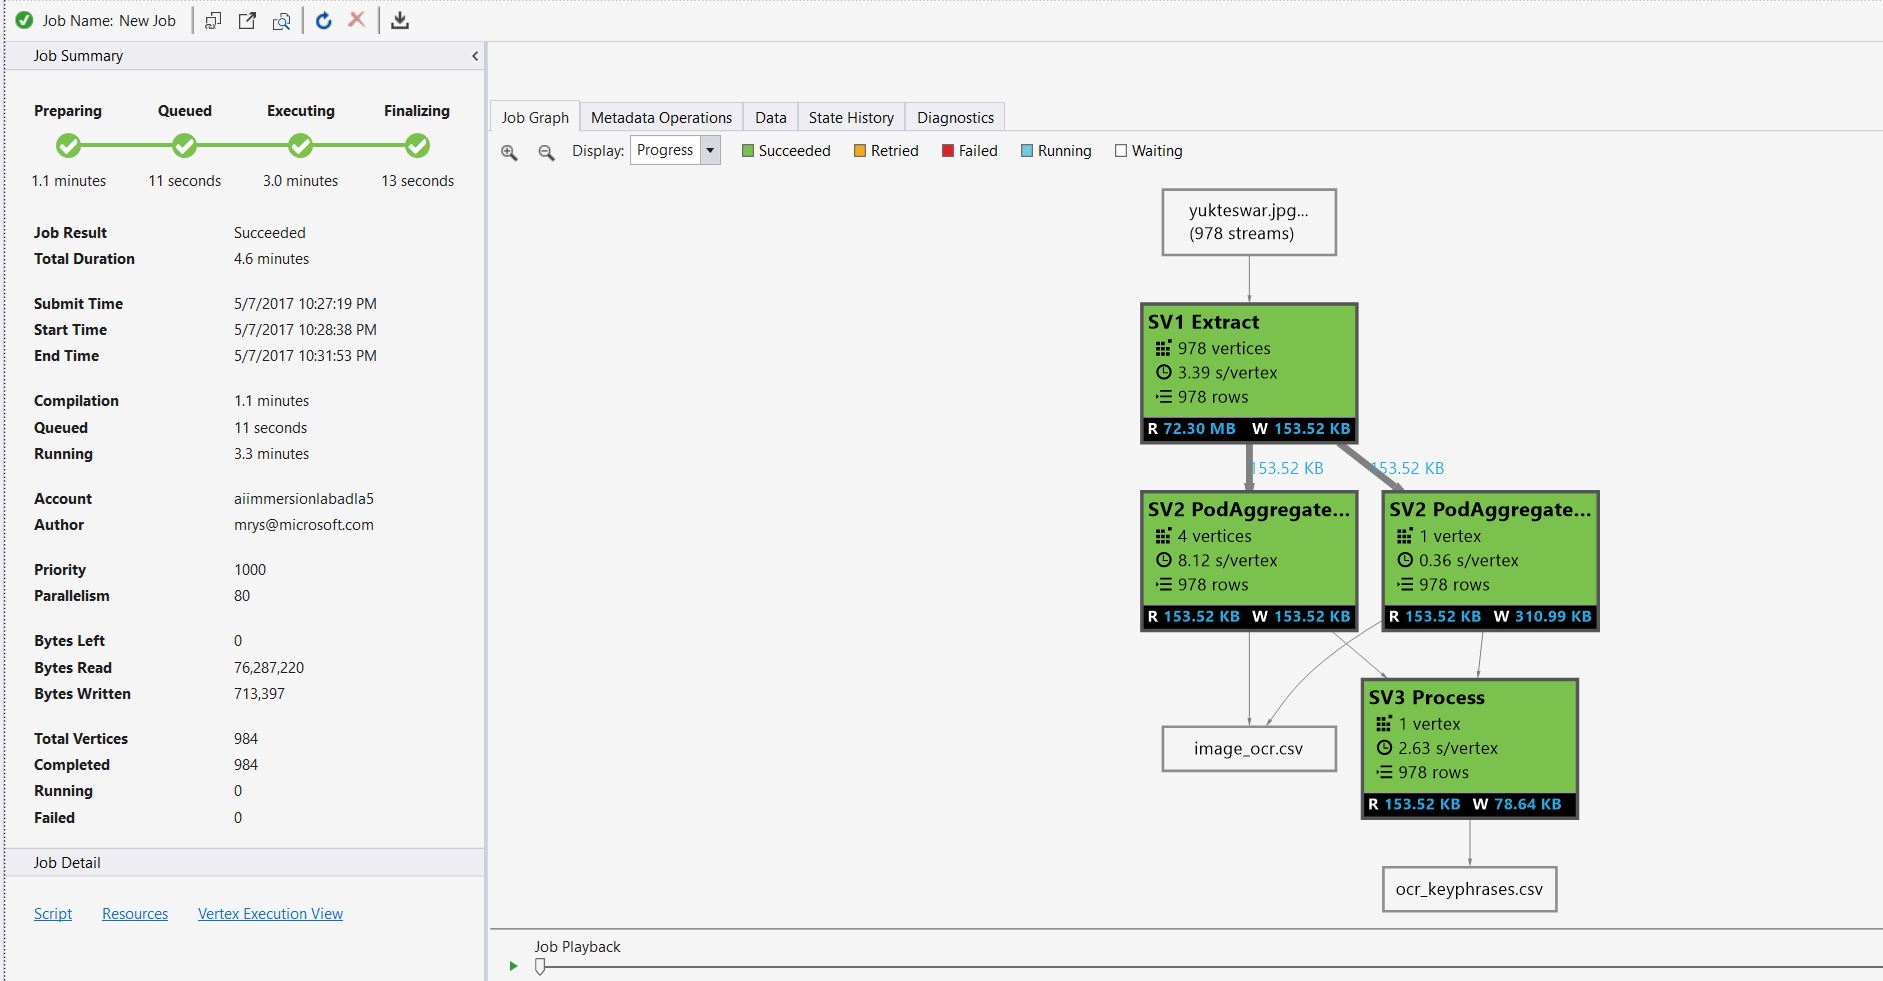 Job Name: New Job
Job Summary
Preparing Queued Executing Finalizing
1.1 minutes 11 seconds 3.0 minutes 13 seconds
Job Result Succeeded
Total Duration 4.6 minutes
Submit Time 5/7/2017 10:27:19 PM
Start Time 5/7/2017 10:28:38 PM
End Time 5/7/2017 10:31:53 PM
Compilation 1.1 minutes
Queued 11 seconds
Running 3.3 minutes
Account aiimmersionlabadla5
Author mrys@microsoft.com
Priority 1000
Parallelism 80
Bytes Left 0
Bytes Read 76,287,220
Bytes Written 713,397
Total Vertices 984
Completed 984
Running 0
Failed 0
Job Detail
Script Resources Vertex Execution View
Job Graph Metadata Operations Data State History Diagnostics
Display: Progress Succeeded Retried Failed Running Waiting
yukteswar.jpg...
(978 streams)
SV1 Extract
978 vertices
3.39 s/vertex
978 rows
R 72.30 MB W 153.52 KB
153.52 KB 153.52 KB
SV2 PodAggregate...
4 vertices
8.12 s/vertex
978 rows
R 153.52 KB W 153.52 KB
SV2 PodAggregate...
1 vertex
0.36 s/vertex
978 rows
R 153.52 KB W 310.99 KB
SV3 Process
1 vertex
2.63 s/vertex
978 rows
R 153.52 KB W 78.64 KB
image_ocr.csv
ocr_keyphrases.csv
Job Playback